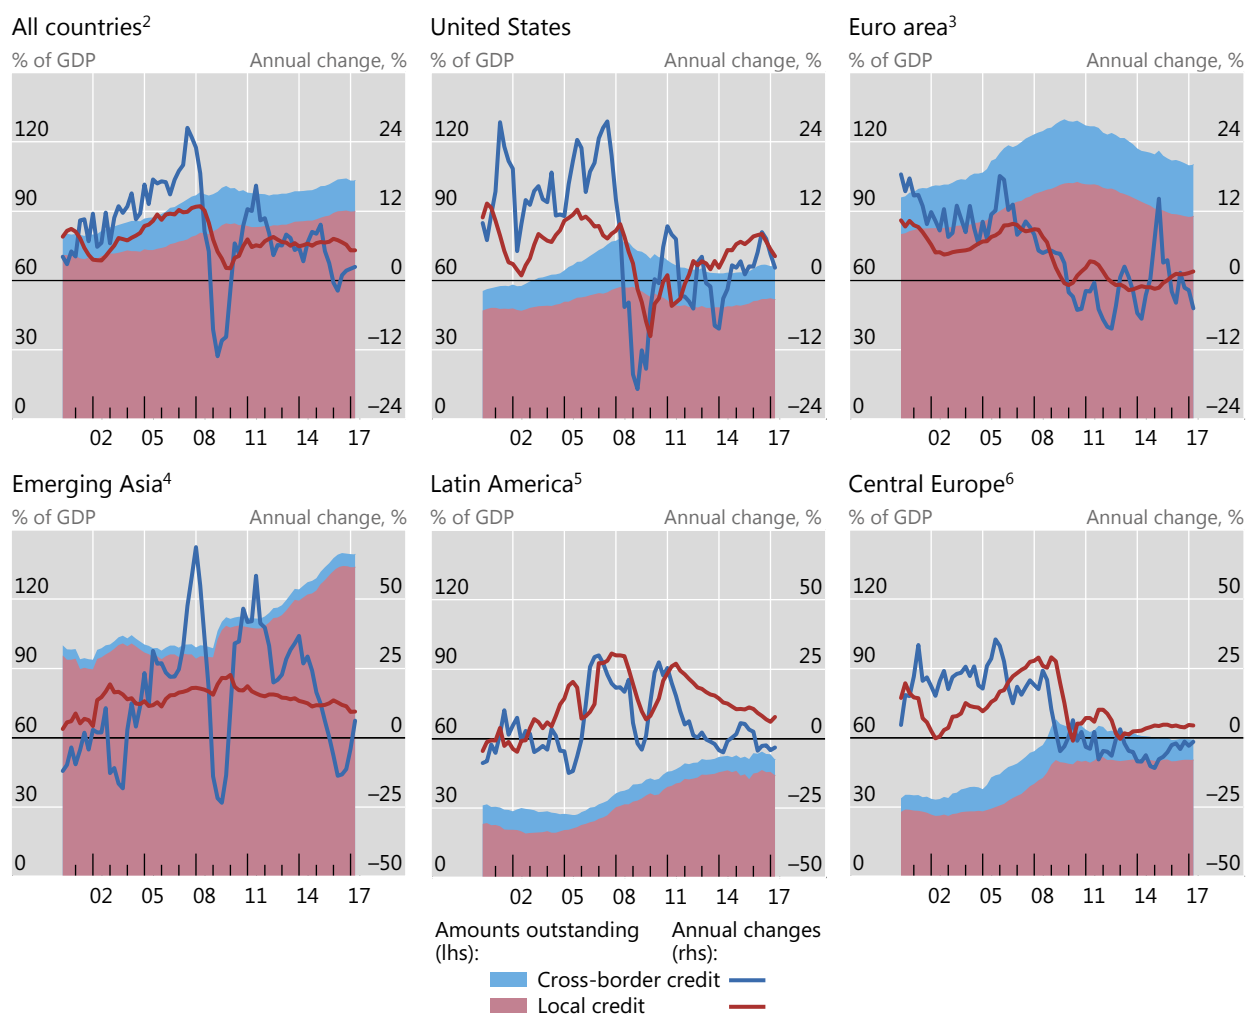 All countries²
% of GDP Annual change, %
120 24
90 12
60 0
30 –12
0 –24
02 05 08 11 14 17
United States
% of GDP Annual change, %
120 24
90 12
60 0
30 –12
0 –24
02 05 08 11 14 17
Euro area³
% of GDP Annual change, %
120 24
90 12
60 0
30 –12
0 –24
02 05 08 11 14 17
Emerging Asia⁴
% of GDP Annual change, %
120 50
90 25
60 0
30 –25
0 –50
02 05 08 11 14 17
Latin America⁵
% of GDP Annual change, %
120 50
90 25
60 0
30 –25
0 –50
02 05 08 11 14 17
Central Europe⁶
% of GDP Annual change, %
120 50
90 25
60 0
30 –25
0 –50
02 05 08 11 14 17
Amounts outstanding Annual changes
(lhs): (rhs):
Cross-border credit
Local credit